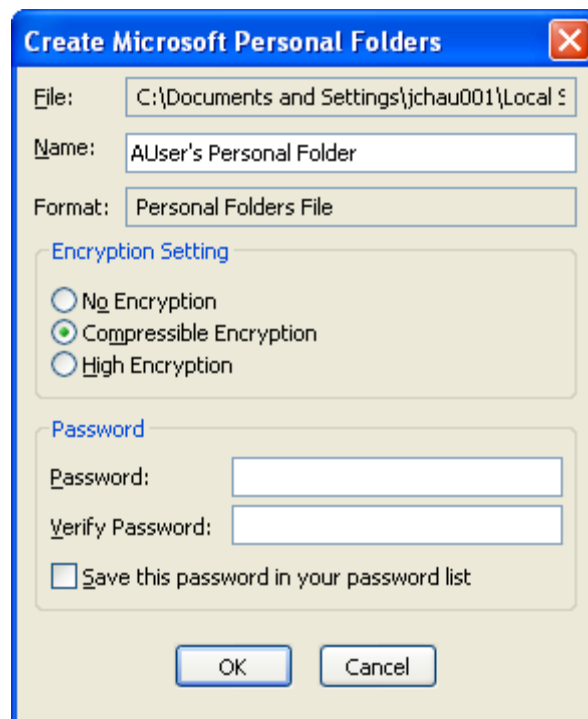 Create Microsoft Personal Folders
File: C:\Documents and Settings\jchau001\Local S
Name: AUser's Personal Folder
Format: Personal Folders File
Encryption Setting
No Encryption
Compressible Encryption
High Encryption
Password
Password:
Verify Password:
Save this password in your password list
OK Cancel